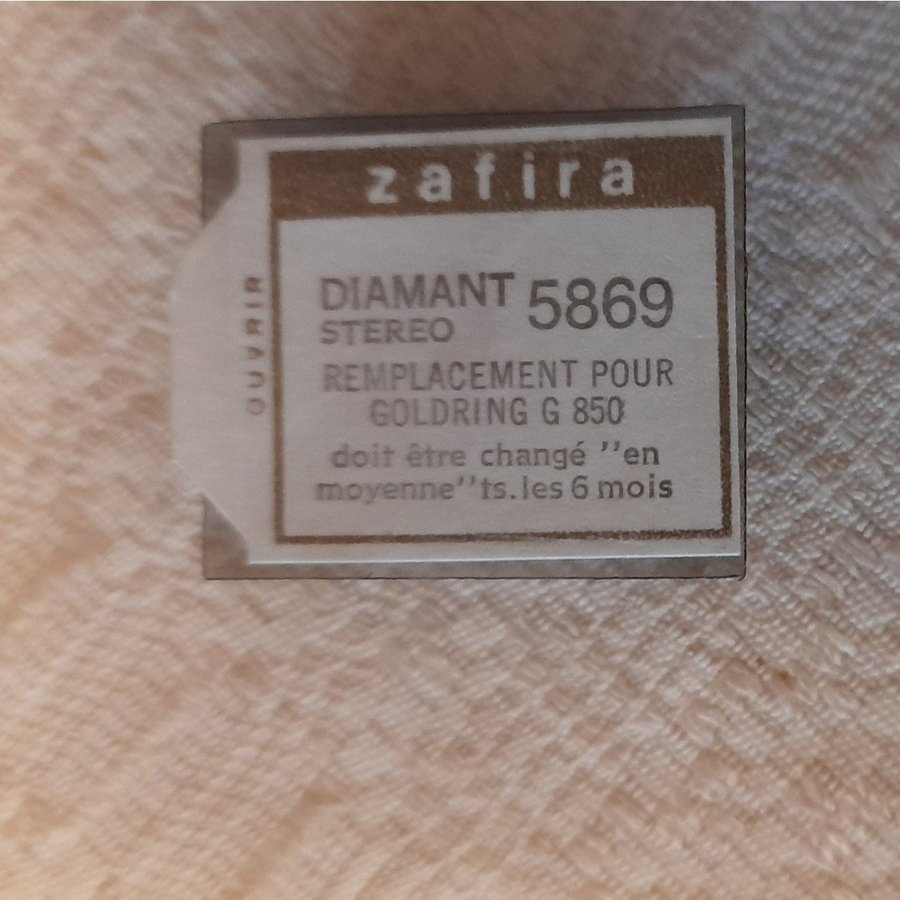 zafira
DIAMANT 5869
STEREO
REMPLACEMENT POUR
GOLDRING G 850
doit être changé ''en
moyenne''ts.les 6 mois
OUVRIR